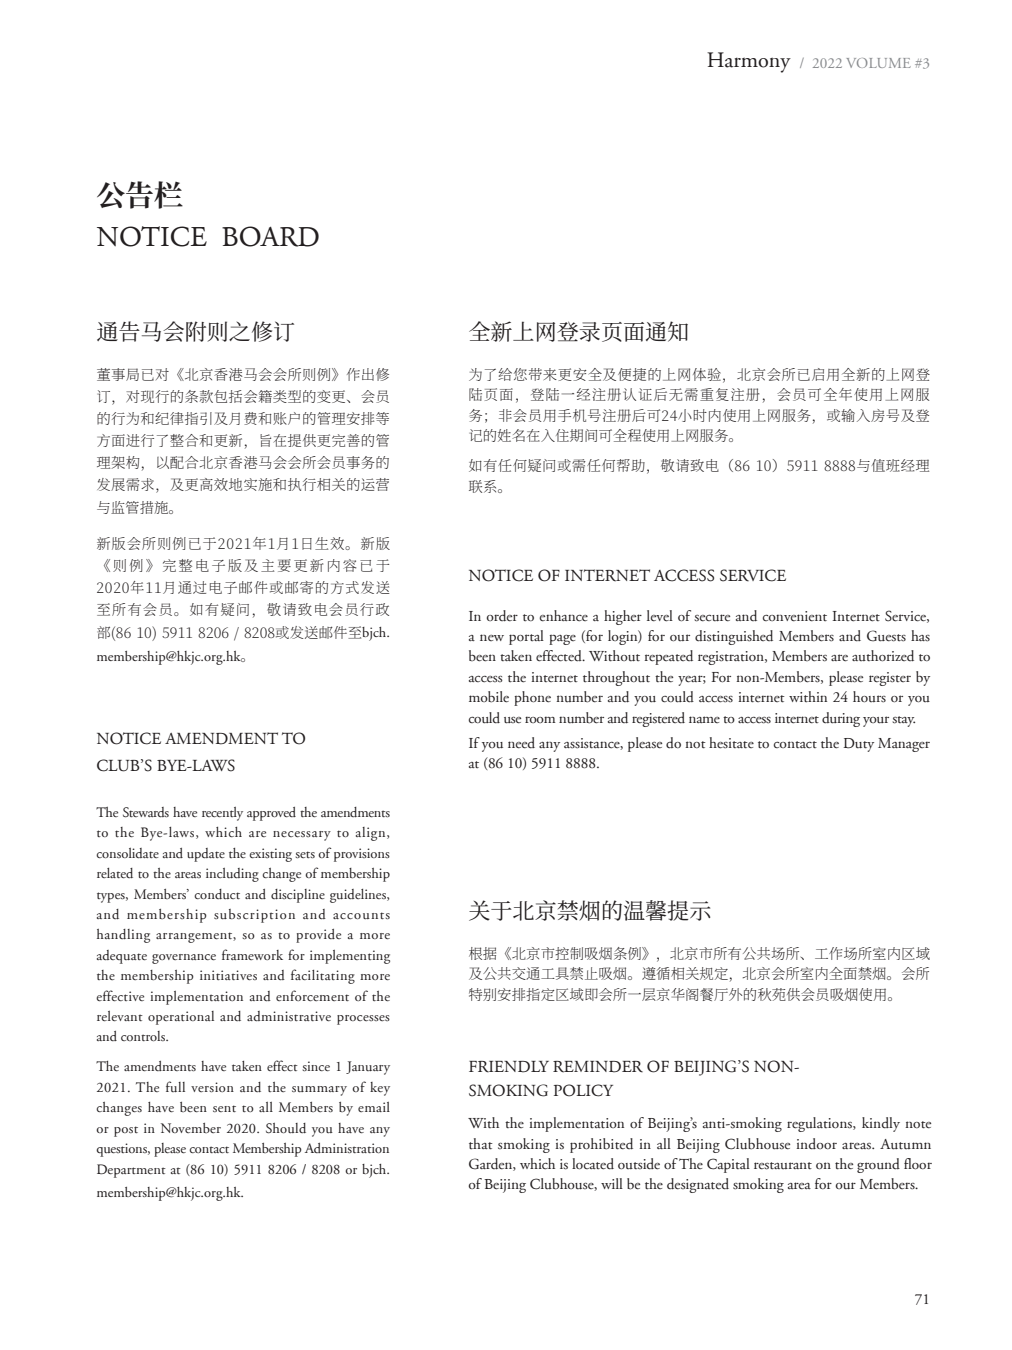 Harmony / 2022 VOLUME #3
公告栏
NOTICE BOARD
通告马会附则之修订
董事局已对《北京香港马会会所则例》作出修
订，对现行的条款包括会籍类型的变更、会员
的行为和纪律指引及月费和账户的管理安排等
方面进行了整合和更新，旨在提供更完善的管
理架构，以配合北京香港马会会所会员事务的
发展需求，及更高效地实施和执行相关的运营
与监管措施。
新版会所则例已于2021年1月1日生效。新版
《则例》完整电子版及主要更新内容已于
2020年11月通过电子邮件或邮寄的方式发送
至所有会员。如有疑问，敬请致电会员行政
部(86 10) 5911 8206 / 8208或发送邮件至bjch.
membership@hkjc.org.hk。
NOTICE AMENDMENT TO
CLUB’S BYE-LAWS
The Stewards have recently approved the amendments
to the Bye-laws, which are necessary to align,
consolidate and update the existing sets of provisions
related to the areas including change of membership
types, Members’ conduct and discipline guidelines,
and membership subscription and accounts
handling arrangement, so as to provide a more
adequate governance framework for implementing
the membership initiatives and facilitating more
effective implementation and enforcement of the
relevant operational and administrative processes
and controls.
The amendments have taken effect since 1 January
2021. The full version and the summary of key
changes have been sent to all Members by email
or post in November 2020. Should you have any
questions, please contact Membership Administration
Department at (86 10) 5911 8206 / 8208 or bjch.
membership@hkjc.org.hk.
全新上网登录页面通知
为了给您带来更安全及便捷的上网体验，北京会所已启用全新的上网登
陆页面，登陆一经注册认证后无需重复注册，会员可全年使用上网服
务；非会员用手机号注册后可24小时内使用上网服务，或输入房号及登
记的姓名在入住期间可全程使用上网服务。
如有任何疑问或需任何帮助，敬请致电（86 10）5911 8888与值班经理
联系。
NOTICE OF INTERNET ACCESS SERVICE
In order to enhance a higher level of secure and convenient Internet Service,
a new portal page (for login) for our distinguished Members and Guests has
been taken effected. Without repeated registration, Members are authorized to
access the internet throughout the year; For non-Members, please register by
mobile phone number and you could access internet within 24 hours or you
could use room number and registered name to access internet during your stay.
If you need any assistance, please do not hesitate to contact the Duty Manager
at (86 10) 5911 8888.
关于北京禁烟的温馨提示
根据《北京市控制吸烟条例》，北京市所有公共场所、工作场所室内区域
及公共交通工具禁止吸烟。遵循相关规定，北京会所室内全面禁烟。会所
特别安排指定区域即会所一层京华阁餐厅外的秋苑供会员吸烟使用。
FRIENDLY REMINDER OF BEIJING’S NON-
SMOKING POLICY
With the implementation of Beijing’s anti-smoking regulations, kindly note
that smoking is prohibited in all Beijing Clubhouse indoor areas. Autumn
Garden, which is located outside of The Capital restaurant on the ground floor
of Beijing Clubhouse, will be the designated smoking area for our Members.
71